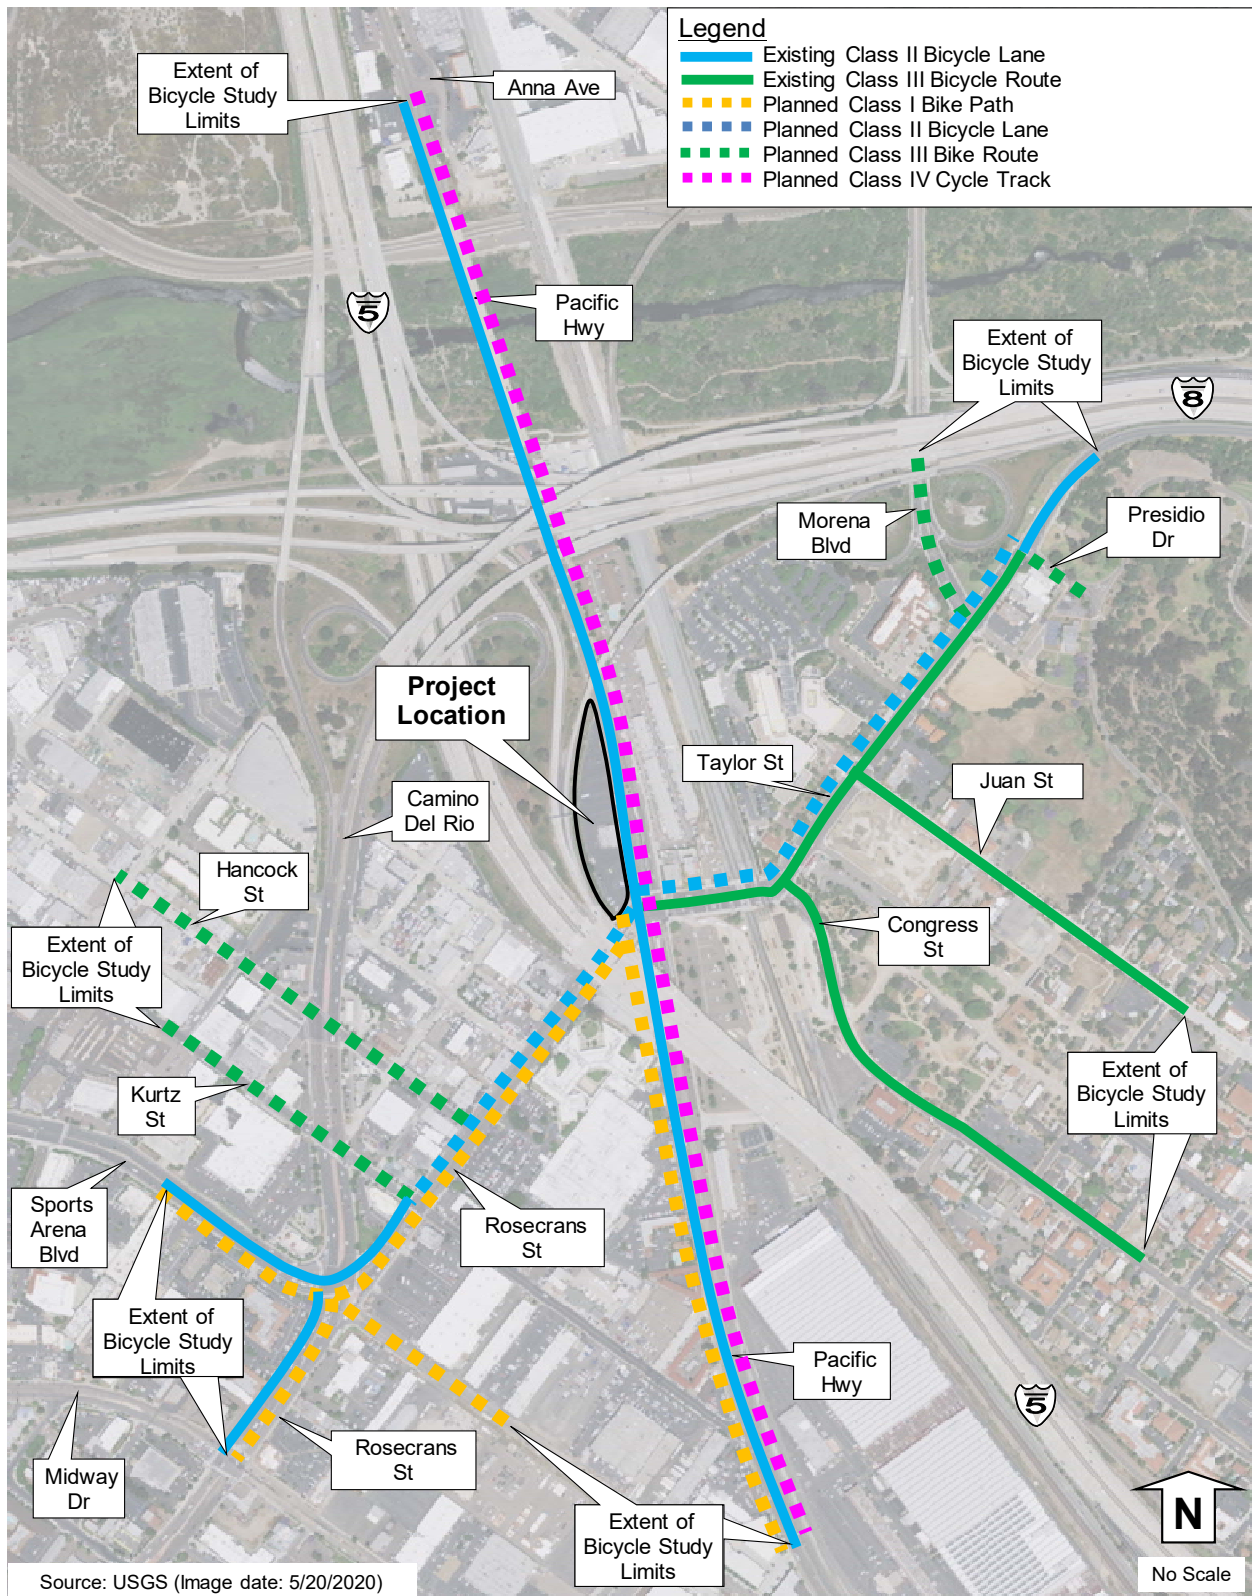 Legend
Existing Class II Bicycle Lane
Existing Class III Bicycle Route
Planned Class I Bike Path
Planned Class II Bicycle Lane
Planned Class III Bike Route
Planned Class IV Cycle Track
Extent of
Bicycle Study
Limits
Anna Ave
5
Pacific
Hwy
Extent of
Bicycle Study
Limits
8
Morena
Blvd
Presidio
Dr
Project
Location
Taylor St
Juan St
Camino
Del Rio
Hancock
St
Congress
St
Extent of
Bicycle Study
Limits
Kurtz
St
Extent of
Bicycle Study
Limits
Sports
Arena
Blvd
Rosecrans
St
Extent of
Bicycle Study
Limits
Pacific
Hwy
5
Rosecrans
St
Midway
Dr
Extent of
Bicycle Study
Limits
N
No Scale
Source: USGS (Image date: 5/20/2020)